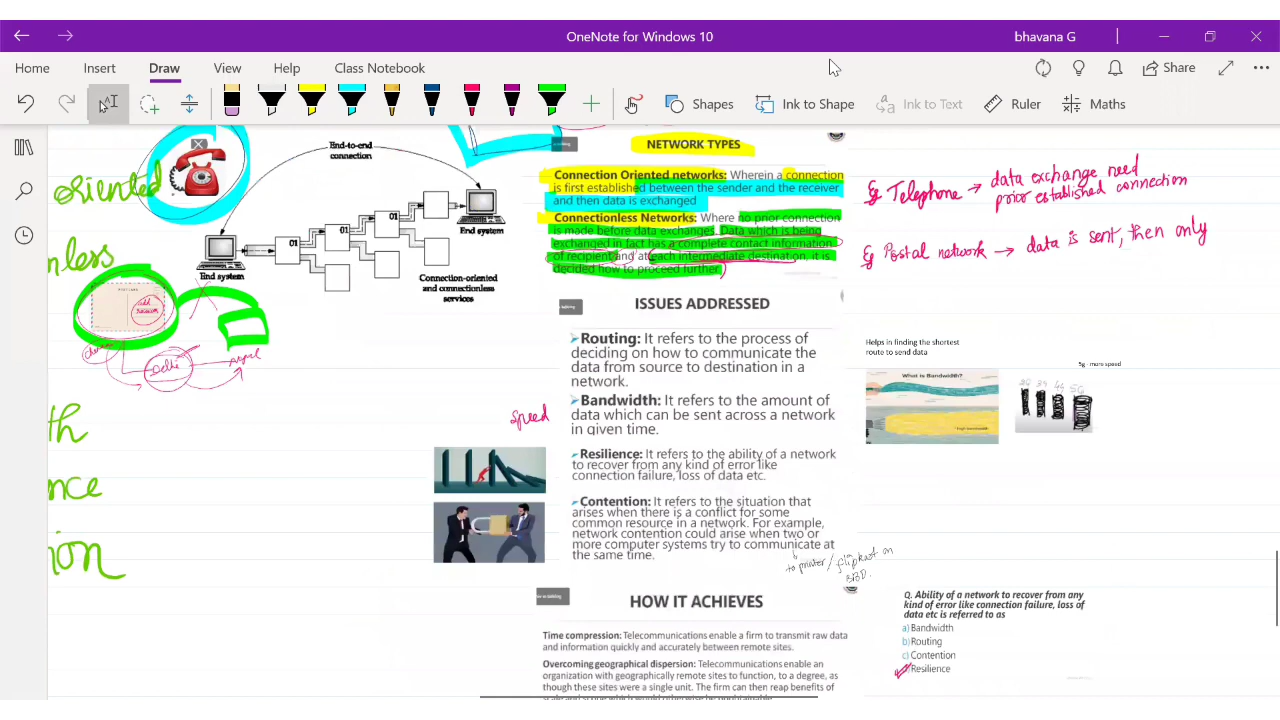 OneNote for Windows 10
bhavana G
Home
Insert
Draw
View
Help
Class Notebook
Share
Shapes
Ink to Shape
Ink to Text
Ruler
Maths
oriented
nless
Delhi
End-to-end
connection
01
01
01
End system
End system
Connection-oriented
and connectionless
services
NETWORK TYPES
Connection Oriented networks: Wherein a connection
is first established between the sender and the receiver
and then data is exchanged
Connectionless Networks: Where no prior connection
is made before data exchanges. Data which is being
exchanged in fact has a complete contact information
of recipient and at each intermediate destination, it is
decided how to proceed further
Eg Telephone → data exchange need
prior established connection
Eg Postal network → data is sent, then only
ISSUES ADDRESSED
➢Routing: It refers to the process of
deciding on how to communicate the
data from source to destination in a
network.
➢Bandwidth: It refers to the amount of
data which can be sent across a network
in given time.
➢Resilience: It refers to the ability of a network
to recover from any kind of error like
connection failure, loss of data etc.
➢Contention: It refers to the situation that
arises when there is a conflict for some
common resource in a network. For example,
network contention could arise when two or
more computer systems try to communicate at
the same time.
to printer/flipkart on
BBD.
Speed
th
nce
ion
Helps in finding the shortest
route to send data
What is Bandwidth?
5g - more speed
2G 3G 4G 5G
HOW IT ACHIEVES
Time compression: Telecommunications enable a firm to transmit raw data
and information quickly and accurately between remote sites.
Overcoming geographical dispersion: Telecommunications enable an
organization with geographically remote sites to function, to a degree, as
though these sites were a single unit. The firm can then reap benefits of
Q. Ability of a network to recover from any
kind of error like connection failure, loss of
data etc is referred to as
a) Bandwidth
b) Routing
c) Contention
Resilience